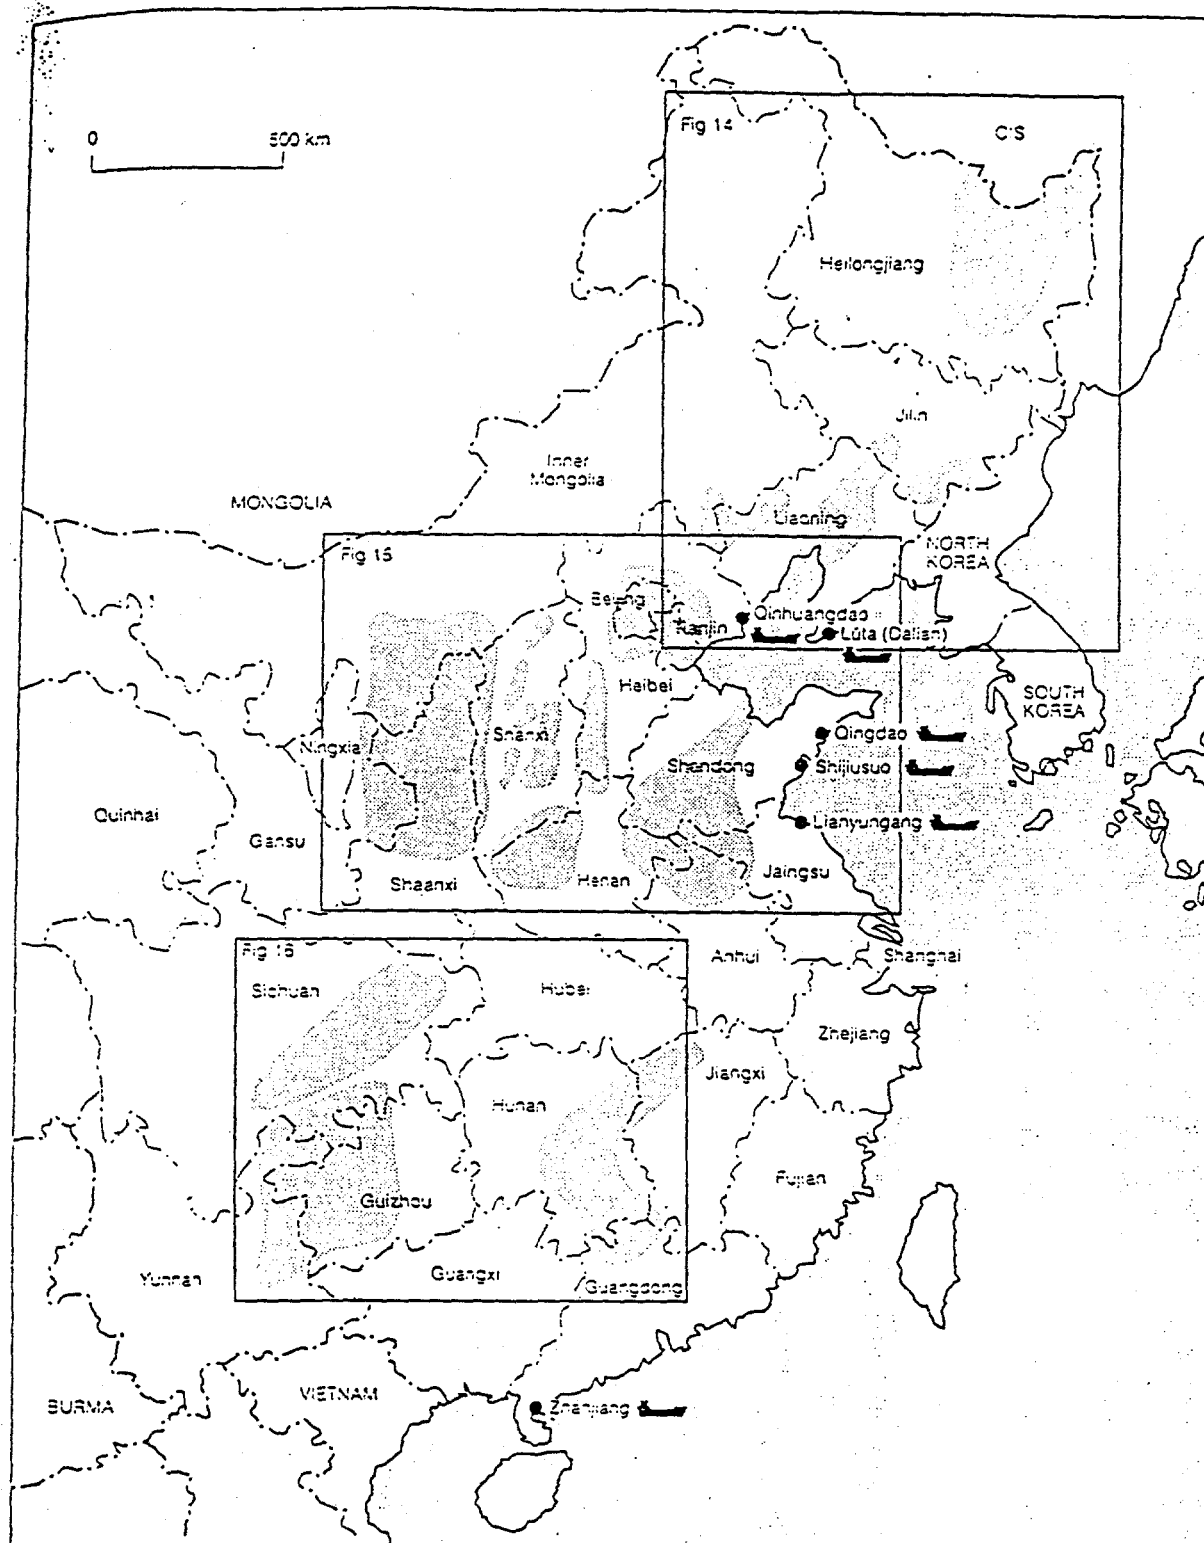 0 500 km
Fig 14
CIS
Heilongjiang
Jilin
Inner
Mongolia
MONGOLIA
Liaoning
NORTH
KOREA
Fig 15
Beijing
Tianjin
Qinhuangdao
Lüta (Dalian)
Haibei
SOUTH
KOREA
Ningxia
Shanxi
Qingdao
Shandong
Shijiusuo
Quinhai
Gansu
Lianyungang
Shaanxi
Henan
Jaingsu
Fig 16
Anhui
Shanghai
Sichuan
Hubei
Zhejiang
Jiangxi
Hunan
Fujian
Guizhou
Yunnan
Guangxi
Guangdong
BURMA
VIETNAM
Zhanjiang